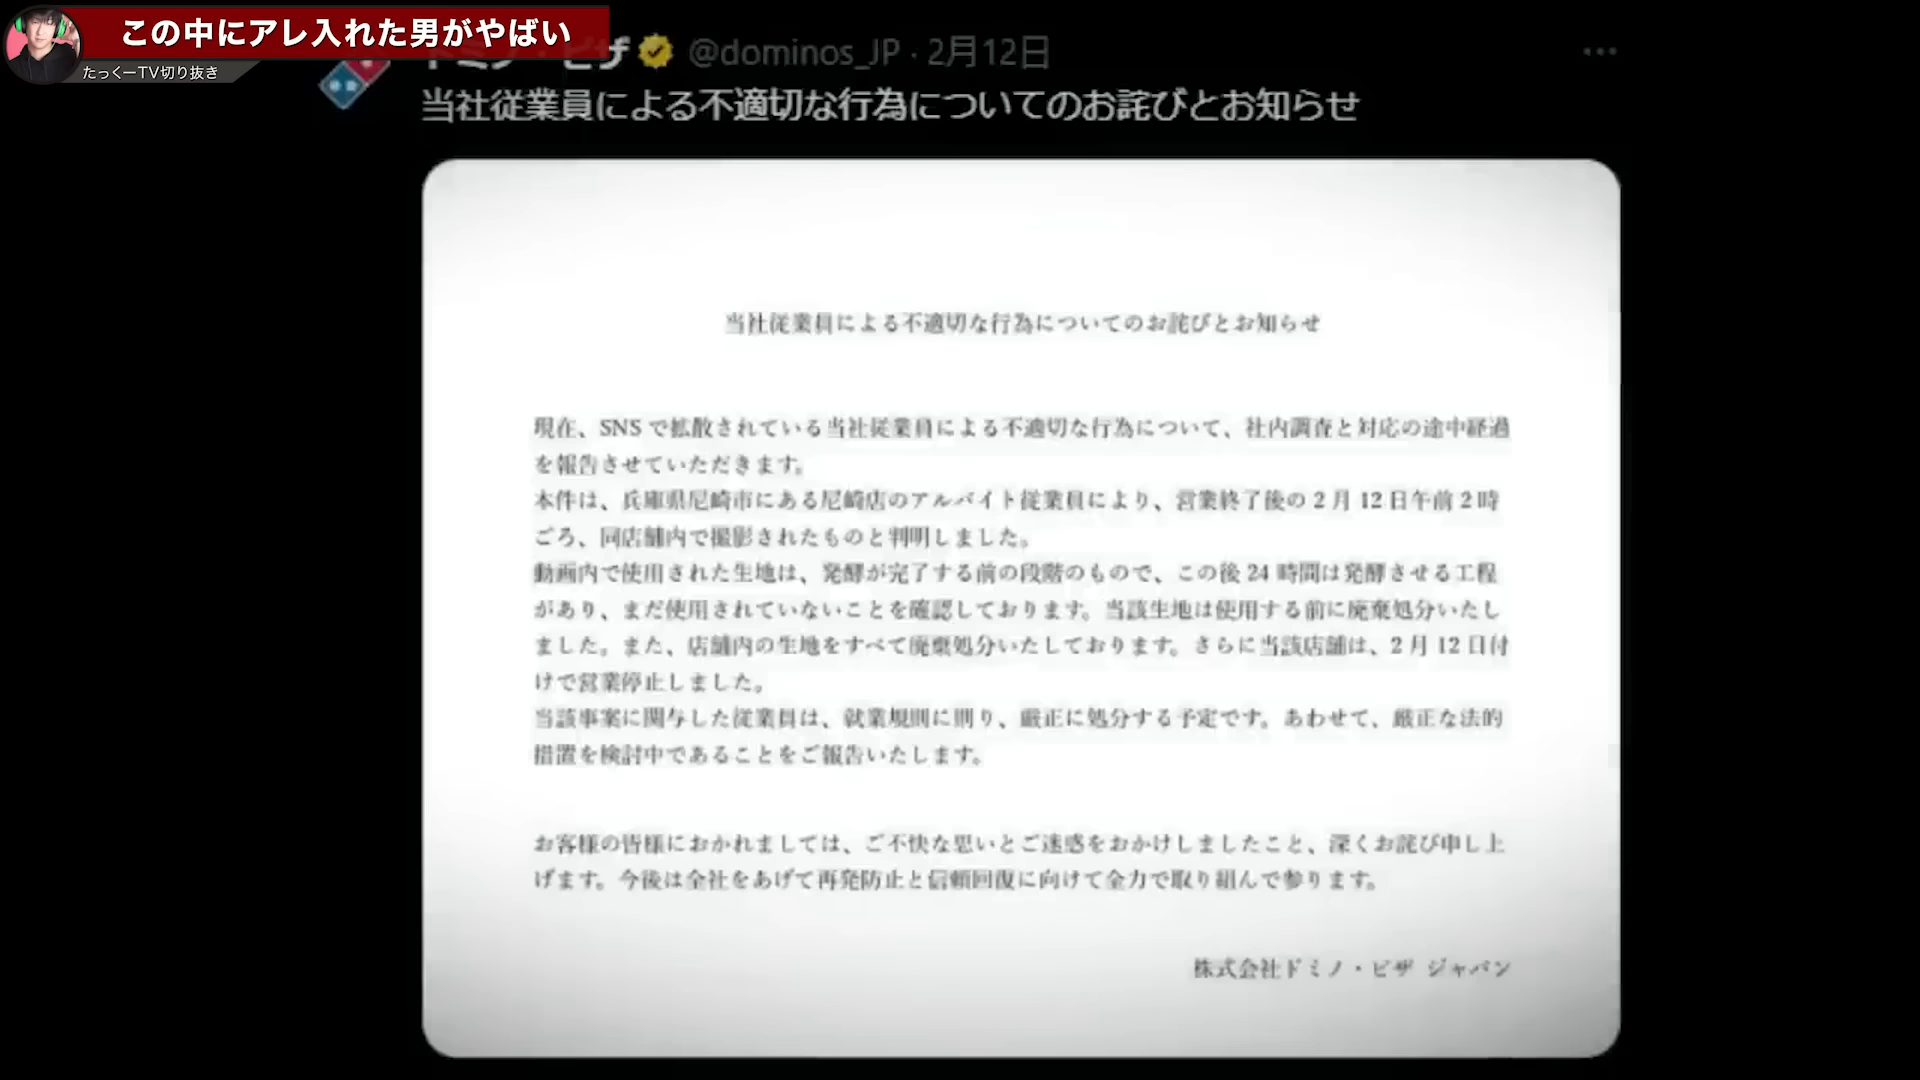 この中にアレ入れた男がやばい
たっくーTV切り抜き
ドミノ・ピザ @dominos_JP · 2月12日
当社従業員による不適切な行為についてのお詫びとお知らせ
当社従業員による不適切な行為についてのお詫びとお知らせ
現在、SNSで拡散されている当社従業員による不適切な行為について、社内調査と対応の途中経過
を報告させていただきます。
本件は、兵庫県尼崎市にある尼崎店のアルバイト従業員により、営業終了後の2月12日午前2時
ごろ、同店舗内で撮影されたものと判明しました。
動画内で使用された生地は、発酵が完了する前の段階のもので、この後24時間は発酵させる工程
があり、まだ使用されていないことを確認しております。当該生地は使用する前に廃棄処分いたし
ました。また、店舗内の生地をすべて廃棄処分いたしております。さらに当該店舗は、2月12日付
けで営業停止しました。
当該事案に関与した従業員は、就業規則に則り、厳正に処分する予定です。あわせて、厳正な法的
措置を検討中であることをご報告いたします。
お客様の皆様におかれましては、ご不快な思いとご迷惑をおかけしましたこと、深くお詫び申し上
げます。今後は全社をあげて再発防止と信頼回復に向けて全力で取り組んで参ります。
株式会社ドミノ・ピザ ジャパン